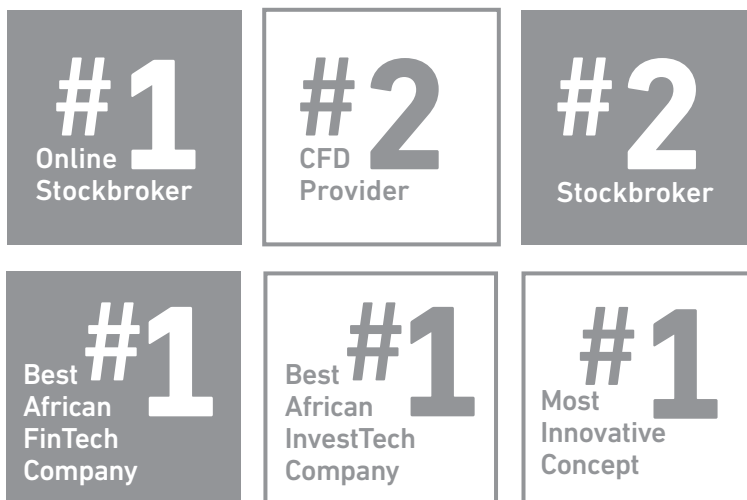 #1
Online
Stockbroker
#2
CFD
Provider
#2
Stockbroker
#1
Best
African
FinTech
Company
#1
Best
African
InvestTech
Company
#1
Most
Innovative
Concept